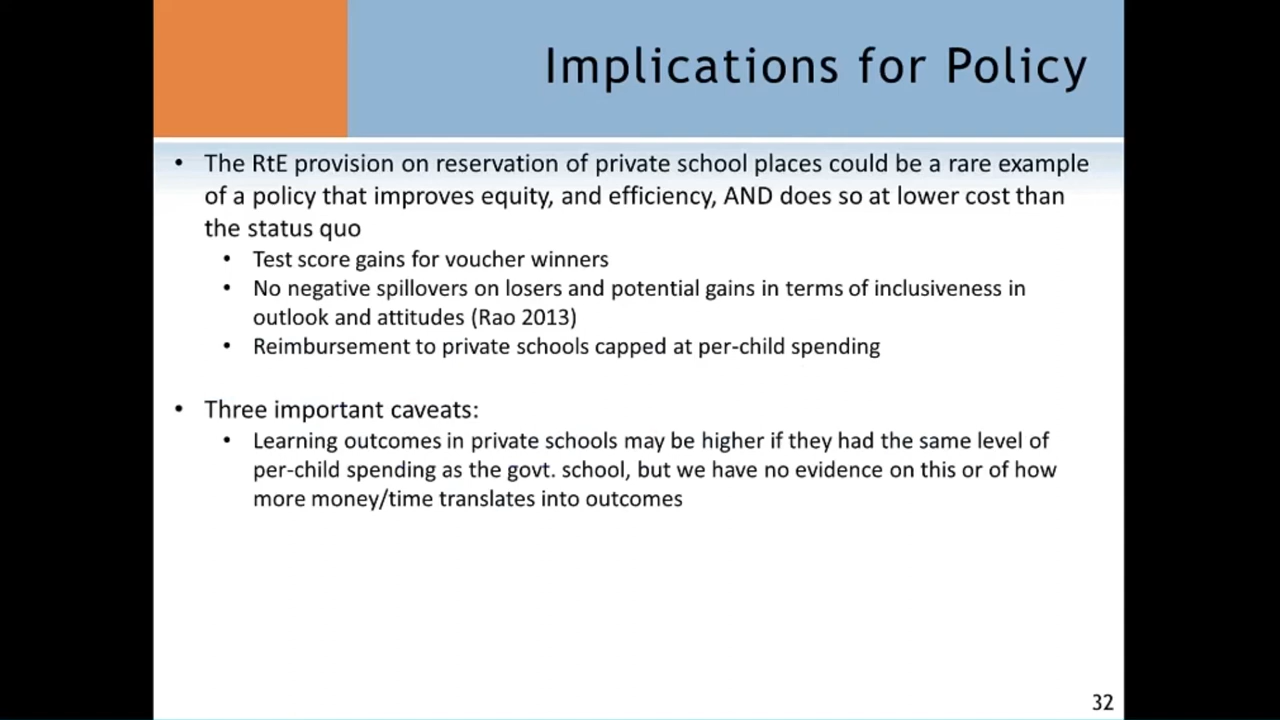 Implications for Policy
• The RtE provision on reservation of private school places could be a rare example
of a policy that improves equity, and efficiency, AND does so at lower cost than
the status quo
• Test score gains for voucher winners
• No negative spillovers on losers and potential gains in terms of inclusiveness in
outlook and attitudes (Rao 2013)
• Reimbursement to private schools capped at per-child spending
• Three important caveats:
• Learning outcomes in private schools may be higher if they had the same level of
per-child spending as the govt. school, but we have no evidence on this or of how
more money/time translates into outcomes
32